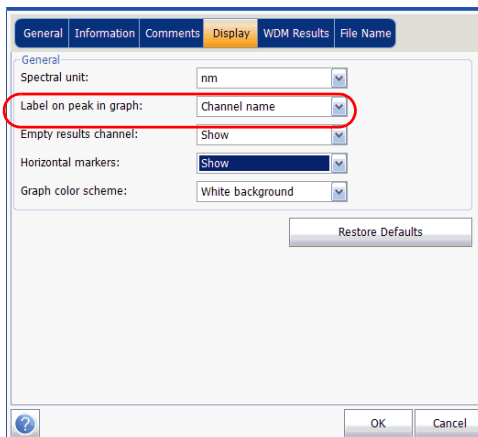 General Information Comments Display WDM Results File Name
General
Spectral unit: nm
Label on peak in graph: Channel name
Empty results channel: Show
Horizontal markers: Show
Graph color scheme: White background
Restore Defaults
? OK Cancel